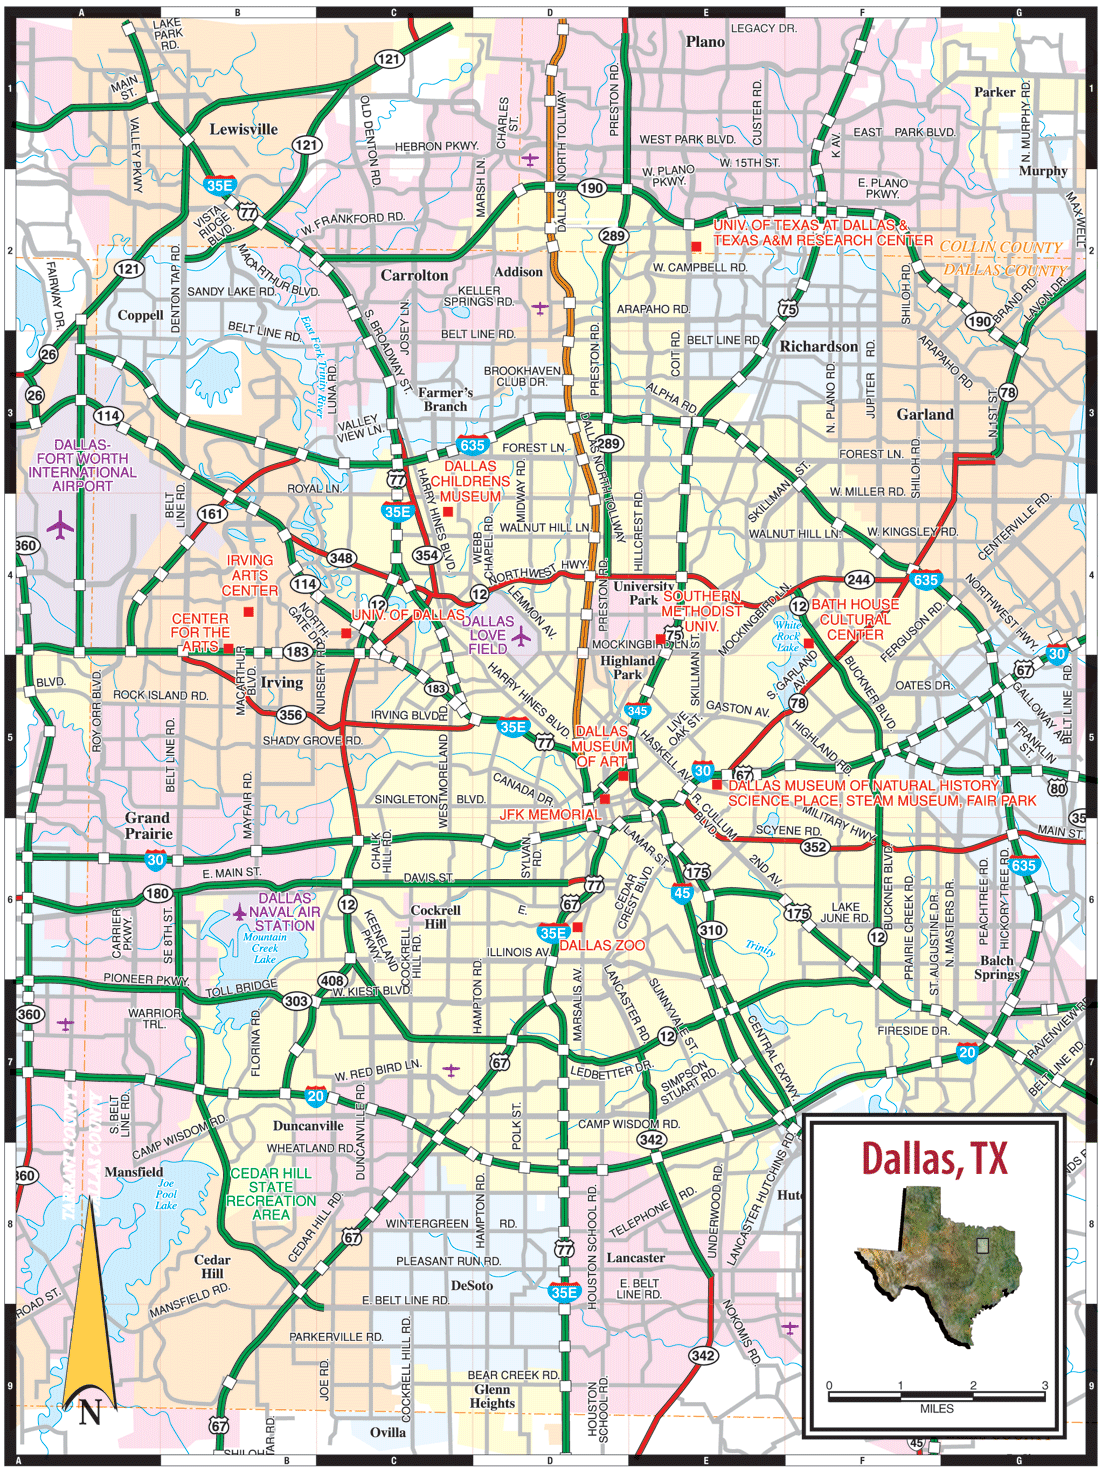 A B C D E F G
LAKE
PARK
RD.
121
Plano
LEGACY DR.
1
1
MAIN
ST.
Parker
VALLEY PKWY
Lewisville
OLD DENTON RD.
CHARLES
ST.
DALLAS NORTH TOLLWAY
PRESTON RD.
CUSTER RD.
K AV.
EAST PARK BLVD.
N. MURPHY RD.
WEST PARK BLVD.
121
HEBRON PKWY.
MARSH LN.
W. 15TH ST.
W. PLANO
PKWY.
E. PLANO
PKWY.
Murphy
35E
190
MAXWELL
77
VISTA
RIDGE
BLVD.
W. FRANKFORD RD.
289
UNIV. OF TEXAS AT DALLAS &
TEXAS A&M RESEARCH CENTER
COLLIN COUNTY
DALLAS COUNTY
2
2
121
MACARTHUR BLVD.
Carrolton
Addison
W. CAMPBELL RD.
FAIRWAY DR.
DENTON TAP RD.
SANDY LAKE RD.
KELLER
SPRINGS RD.
SHILOH RD.
BRAND RD.
LAVON DR.
Coppell
ARAPAHO RD.
75
190
BELT LINE RD.
East Fork Trinity River
S. BROADWAY ST.
JOSEY LN.
BELT LINE RD.
PRESTON RD.
COIT RD.
BELT LINE RD.
Richardson
ARAPAHO RD.
26
BROOKHAVEN
CLUB DR.
N. PLANO RD.
JUPITER RD.
26
LUNA RD.
Farmer's
Branch
ALPHA RD.
78
3
3
114
VALLEY
VIEW LN.
Garland
N. 1ST ST.
DALLAS-
FORT WORTH
INTERNATIONAL
AIRPORT
635
FOREST LN.
DALLAS NORTH TOLLWAY
289
FOREST LN.
77
DALLAS
CHILDRENS
MUSEUM
MIDWAY RD.
SKILLMAN ST.
SHILOH RD.
BELT
LINE RD.
ROYAL LN.
HARRY HINES BLVD.
HILLCREST RD.
W. MILLER RD.
CENTERVILLE RD.
161
35E
WALNUT HILL LN.
WALNUT HILL LN.
W. KINGSLEY RD.
360
348
354
WEBB
CHAPEL RD.
IRVING
ARTS
CENTER
114
NORTHWEST HWY.
PRESTON RD.
University
Park
244
635
4
4
12
12
LEMMON AV.
SOUTHERN
METHODIST
UNIV.
MOCKINGBIRD LN.
12
BATH HOUSE
CULTURAL
CENTER
NORTHWEST HWY.
CENTER
FOR THE
ARTS
NORTH-
GATE DR.
UNIV. OF DALLAS
DALLAS
LOVE
FIELD
75
White
Rock
Lake
FERGUSON RD.
183
MOCKINGBIRD LN.
30
Highland
Park
67
MACARTHUR
BLVD.
Irving
NURSERY RD.
183
HARRY HINES BLVD.
SKILLMAN ST.
S. GARLAND
AV.
BUCKNER BLVD.
OATES DR.
GALLOWAY AV.
BELT LINE RD.
BLVD.
ROCK ISLAND RD.
ROY ORR BLVD.
356
IRVING BLVD.
RD.
345
GASTON AV.
78
35E
LIVE
OAK ST.
HIGHLAND RD.
FRANKLIN
ST.
5
5
SHADY GROVE RD.
77
DALLAS
MUSEUM
OF ART
HASKELL AV.
BELT LINE RD.
WESTMORELAND
30
67
80
CANADA DR.
DALLAS MUSEUM OF NATURAL HISTORY
SCIENCE PLACE, STEAM MUSEUM, FAIR PARK
MAYFAIR RD.
SINGLETON BLVD.
R. CULLUM
BLVD.
MILITARY HWY.
Grand
Prairie
JFK MEMORIAL
LAMAR ST.
SCYENE RD.
MAIN ST.
352
35
30
CHALK
HILL RD.
SYLVAN
RD.
2ND AV.
635
E. MAIN ST.
DAVIS ST.
175
180
77
45
6
6
12
67
CEDAR
CREST BLVD.
LAKE
JUNE RD.
175
BUCKNER BLVD.
PRAIRIE CREEK RD.
ST. AUGUSTINE DR.
N. MASTERS DR.
PEACHTREE RD.
HICKORY TREE RD.
DALLAS
NAVAL AIR
STATION
Cockrell
Hill
E.
CARRIER
PKWY.
SE 8TH ST.
KEENELAND
PKWY.
COCKRELL
HILL RD.
35E
310
12
Mountain
Creek
Lake
DALLAS ZOO
Trinity
ILLINOIS AV.
Balch
Springs
PIONEER PKWY.
408
HAMPTON RD.
LANCASTER RD.
SUNNYVALE ST.
TOLL BRIDGE
303
W. KIEST BLVD.
MARSALIS AV.
360
WARRIOR
TRL.
FLORINA RD.
12
CENTRAL EXPWY.
FIRESIDE DR.
RAVENVIEW RD.
20
7
7
67
LEDBETTER DR.
SIMPSON
STUART RD.
BELT LINE RD.
W. RED BIRD LN.
20
S. BELT
LINE RD.
TARRANT COUNTY
DALLAS COUNTY
CAMP WISDOM RD.
Duncanville
DUNCANVILLE RD.
POLK ST.
CAMP WISDOM RD.
342
WHEATLAND RD.
Mansfield
CEDAR HILL
STATE
RECREATION
AREA
Joe
Pool
Lake
360
LANCASTER HUTCHINS RD.
Dallas, TX
CEDAR HILL RD.
HAMPTON RD.
HOUSTON SCHOOL RD.
UNDERWOOD RD.
TELEPHONE RD.
WINTERGREEN RD.
67
8
8
77
Cedar
Hill
PLEASANT RUN RD.
Lancaster
DeSoto
35E
E. BELT
LINE RD.
ROAD ST.
MANSFIELD RD.
E. BELT LINE RD.
NOKOMIS RD.
PARKERVILLE RD.
342
JOE RD.
COCKRELL HILL RD.
BEAR CREEK RD.
0 1 2 3
MILES
9
9
Glenn
Heights
HOUSTON
SCHOOL RD.
N
67
Ovilla
45
A B C D E F G